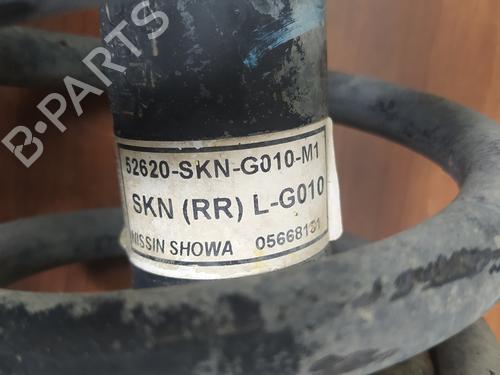 B-PARTS
52620-SKN-G010-M1
SKN (RR) L-G010
NISSIN SHOWA 05668131